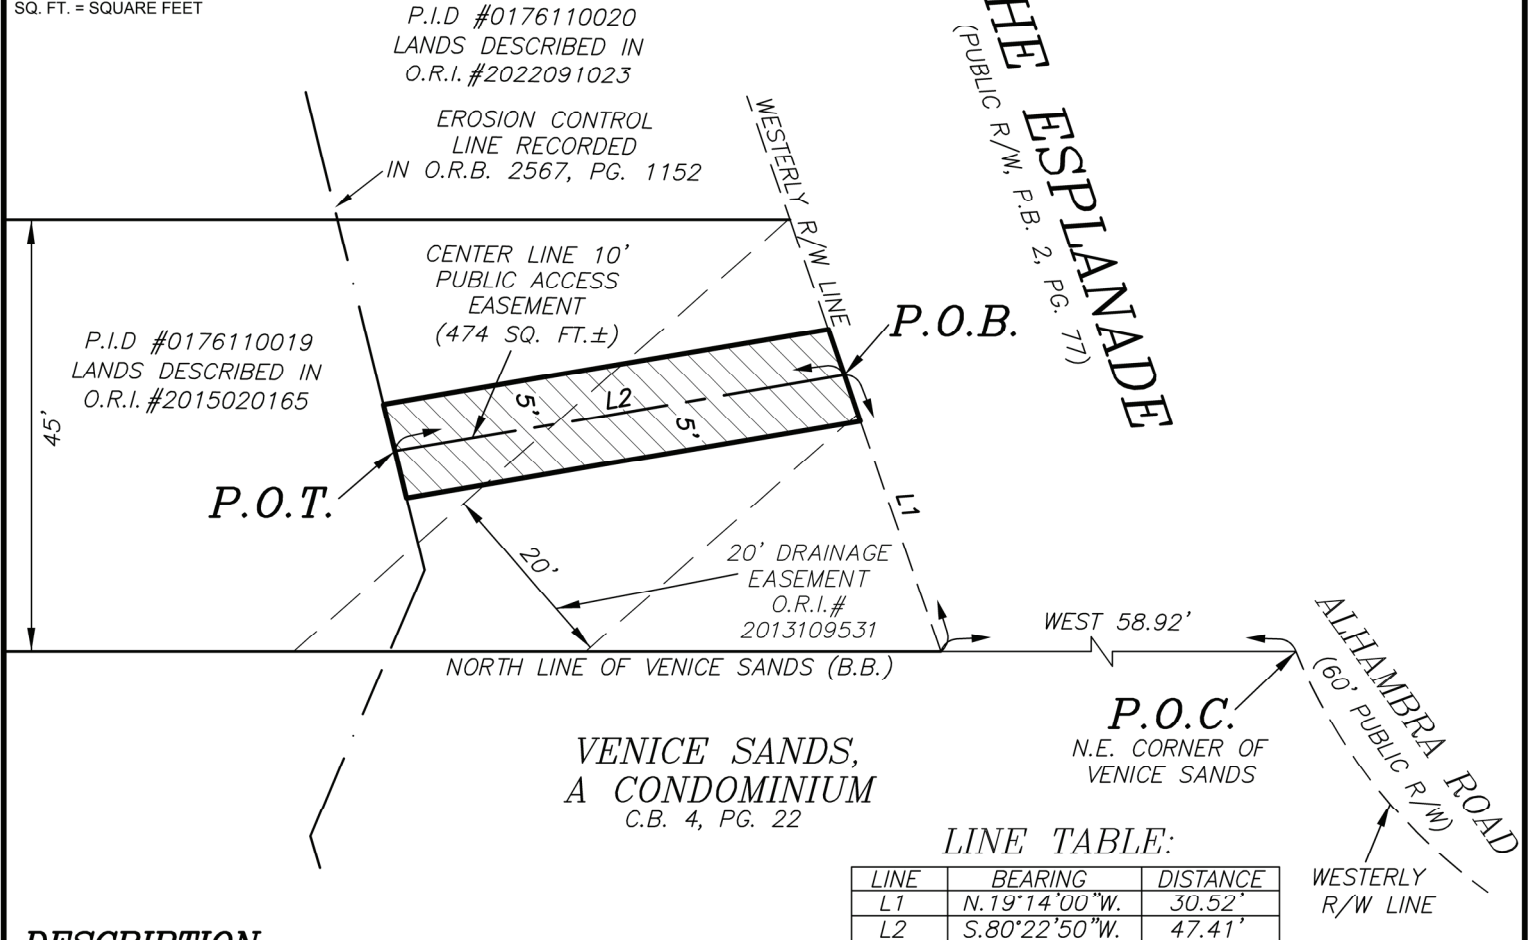 SQ. FT. = SQUARE FEET
P.I.D #0176110020
LANDS DESCRIBED IN
O.R.I. #2022091023
EROSION CONTROL
LINE RECORDED
IN O.R.B. 2567, PG. 1152
WESTERLY R/W LINE
HE ESPLANADE
(PUBLIC R/W, P.B. 2, PG. 77)
CENTER LINE 10'
PUBLIC ACCESS
EASEMENT
(474 SQ. FT.±)
P.I.D #0176110019
LANDS DESCRIBED IN
O.R.I. #2015020165
45'
P.O.B.
5'
L2
5'
P.O.T.
L1
20'
20' DRAINAGE
EASEMENT
O.R.I.#
2013109531
WEST 58.92'
NORTH LINE OF VENICE SANDS (B.B.)
ALHAMBRA ROAD
(60' PUBLIC R/W)
P.O.C.
N.E. CORNER OF
VENICE SANDS
VENICE SANDS,
A CONDOMINIUM
C.B. 4, PG. 22
WESTERLY
R/W LINE
LINE TABLE:
LINE BEARING DISTANCE
L1 N.19°14'00"W. 30.52'
L2 S.80°22'50"W. 47.41'
DESCRIPTION